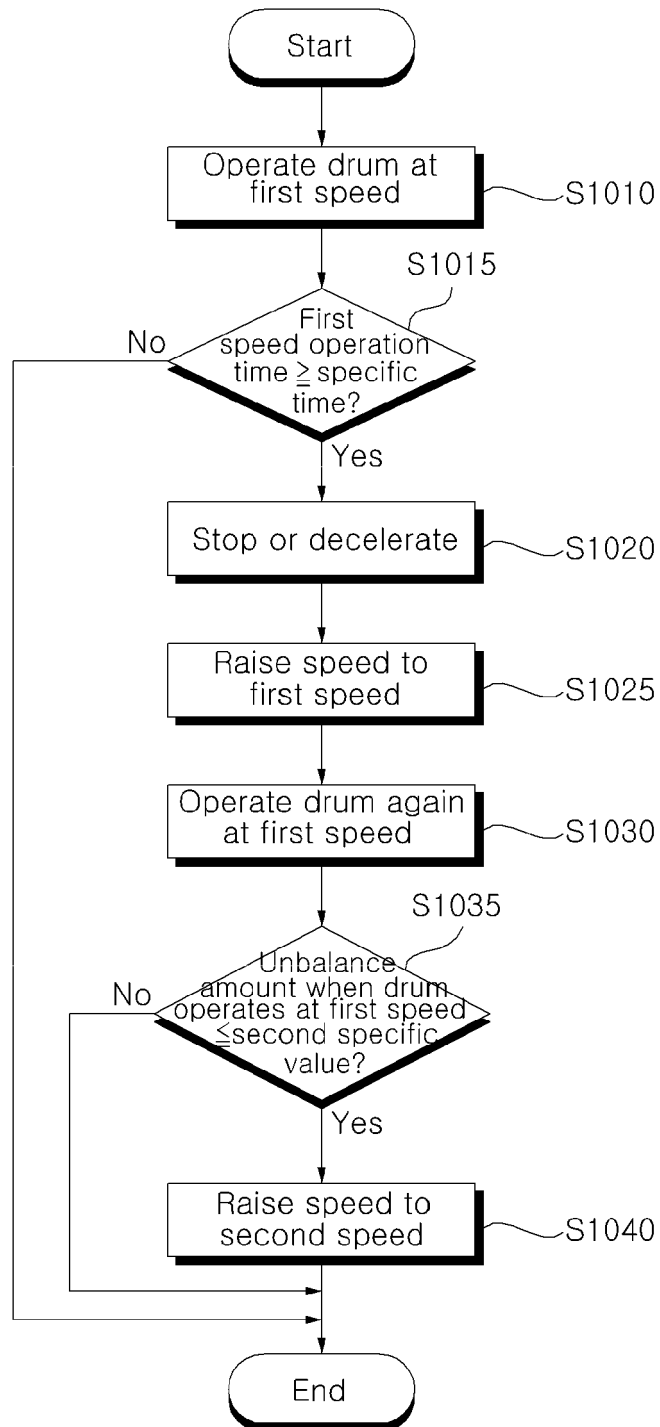 Start
Operate drum at
first speed
S1010
S1015
First
speed operation
time ≧ specific
time?
No
Yes
Stop or decelerate
S1020
Raise speed to
first speed
S1025
Operate drum again
at first speed
S1030
S1035
Unbalance
amount when drum
operates at first speed
≦second specific
value?
No
Yes
Raise speed to
second speed
S1040
End